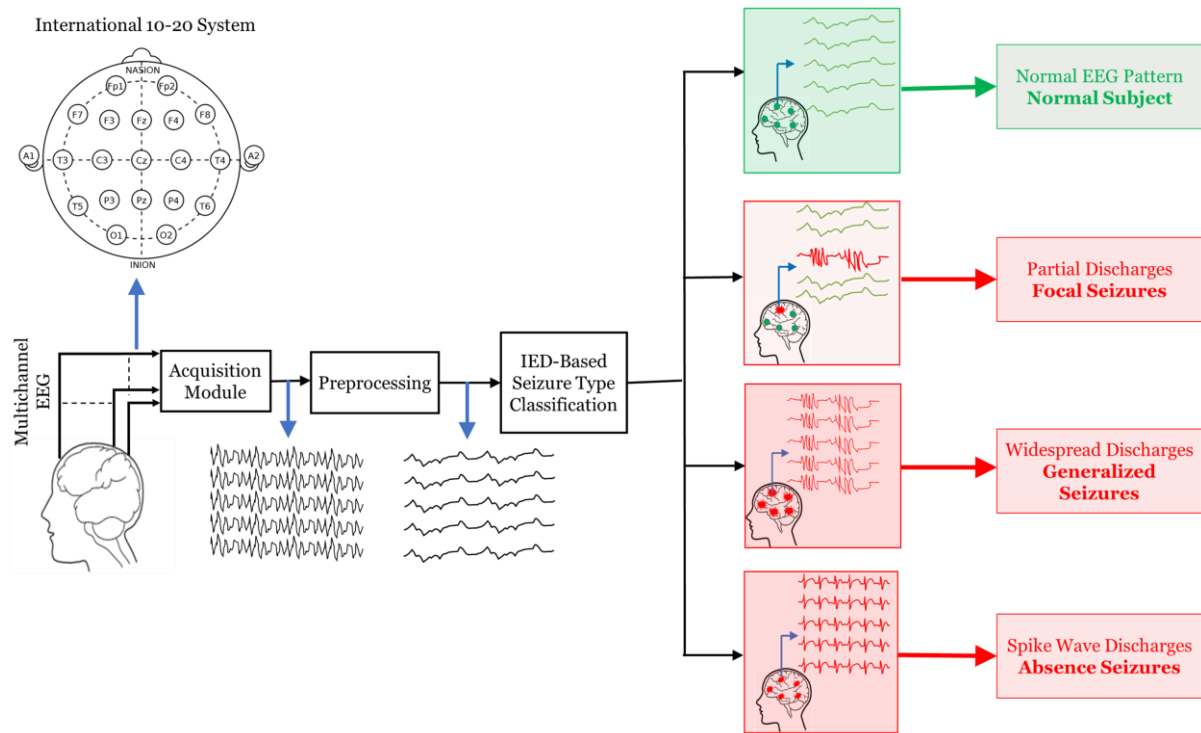 International 10-20 System
NASION
Fp1 Fp2
F7 F3 Fz F4 F8
A1 T3 C3 Cz C4 T4 A2
T5 P3 Pz P4 T6
O1 O2
INION
Multichannel
EEG
Acquisition
Module
Preprocessing
IED-Based
Seizure Type
Classification
Normal EEG Pattern
Normal Subject
Partial Discharges
Focal Seizures
Widespread Discharges
Generalized
Seizures
Spike Wave Discharges
Absence Seizures